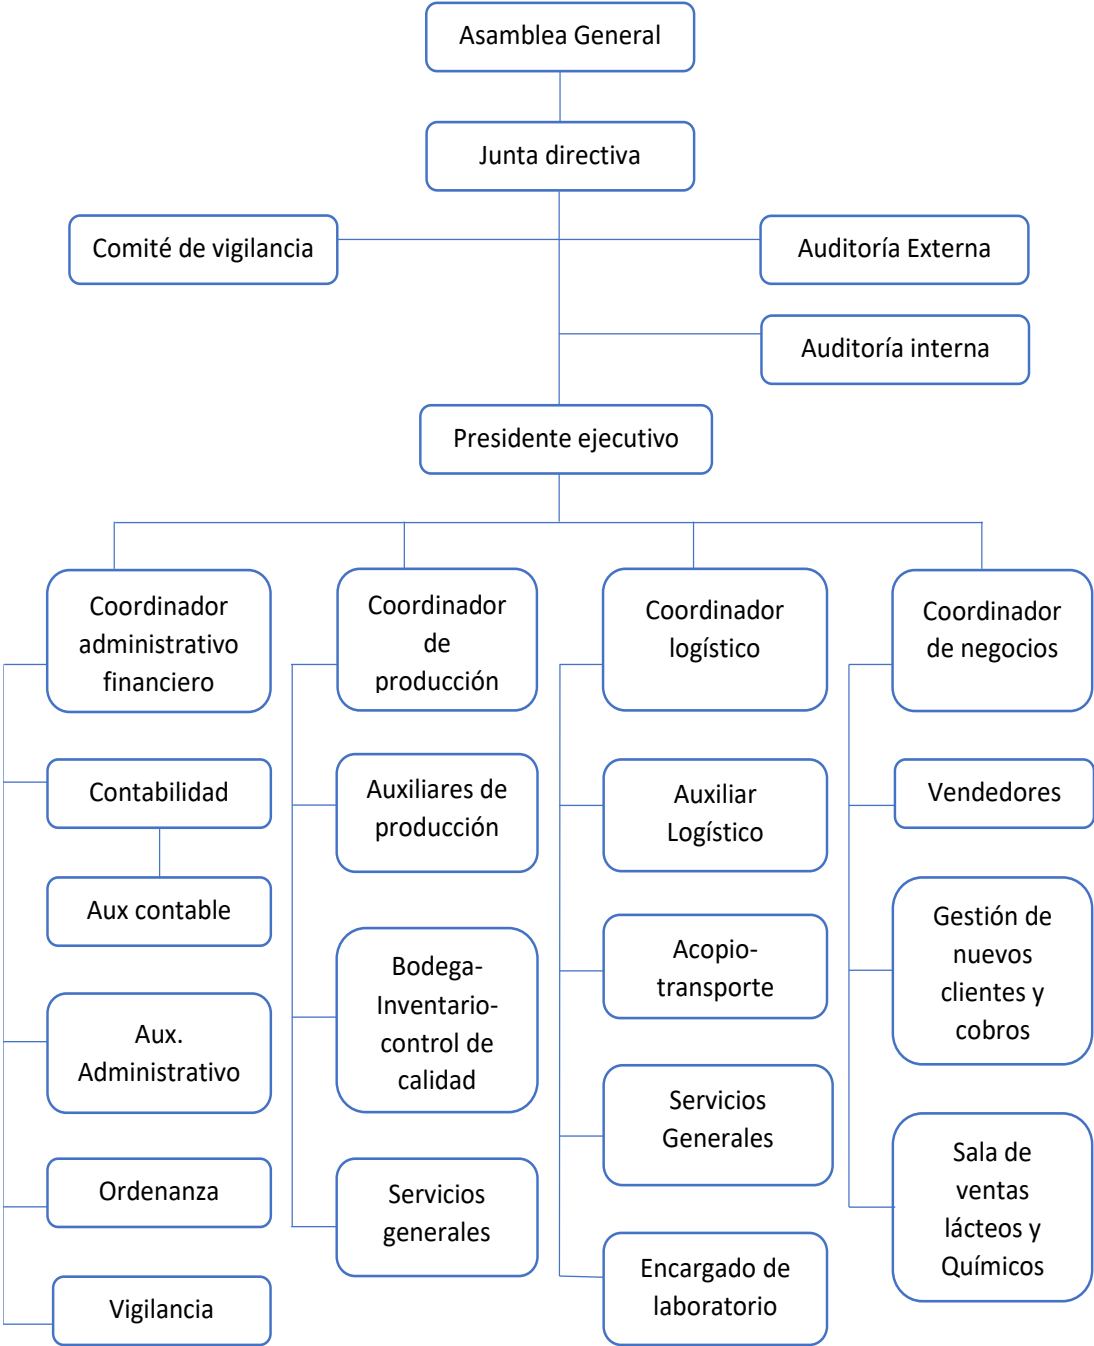 Asamblea General
Junta directiva
Comité de vigilancia
Auditoría Externa
Auditoría interna
Presidente ejecutivo
Coordinador
administrativo
financiero
Contabilidad
Aux contable
Aux.
Administrativo
Ordenanza
Vigilancia
Coordinador
de
producción
Auxiliares de
producción
Bodega-
Inventario-
control de
calidad
Servicios
generales
Coordinador
logístico
Auxiliar
Logístico
Acopio-
transporte
Servicios
Generales
Encargado de
laboratorio
Coordinador
de negocios
Vendedores
Gestión de
nuevos
clientes y
cobros
Sala de
ventas
lácteos y
Químicos